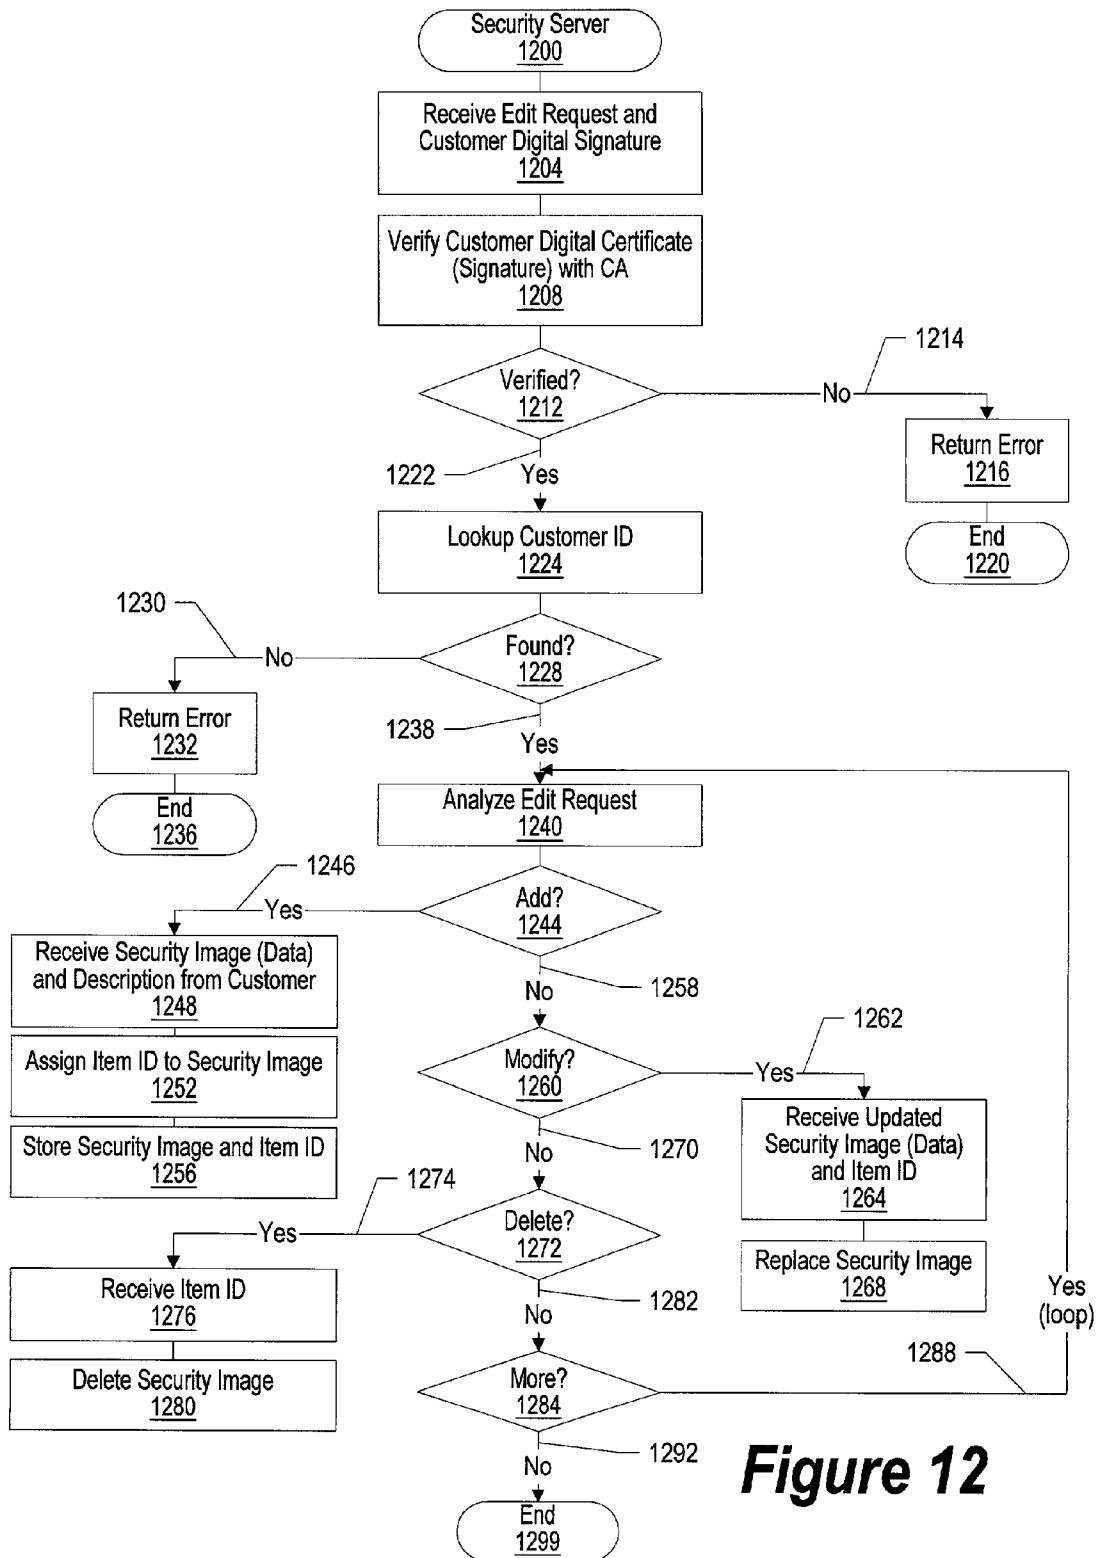 Security Server
1200
Receive Edit Request and
Customer Digital Signature
1204
Verify Customer Digital Certificate
(Signature) with CA
1208
1214
Verified?
1212
No
1222
Yes
Return Error
1216
Lookup Customer ID
1224
End
1220
1230
No
Found?
1228
Return Error
1232
1238
Yes
End
1236
Analyze Edit Request
1240
1246
Yes
Add?
1244
Receive Security Image (Data)
and Description from Customer
1248
1258
No
Assign Item ID to Security Image
1252
1262
Modify?
1260
Yes
Store Security Image and Item ID
1256
Receive Updated
Security Image (Data)
and Item ID
1264
1270
No
1274
Yes
Delete?
1272
Replace Security Image
1268
Receive Item ID
1276
1282
No
Yes
(loop)
Delete Security Image
1280
More?
1284
1288
1292
No
Figure 12
End
1299